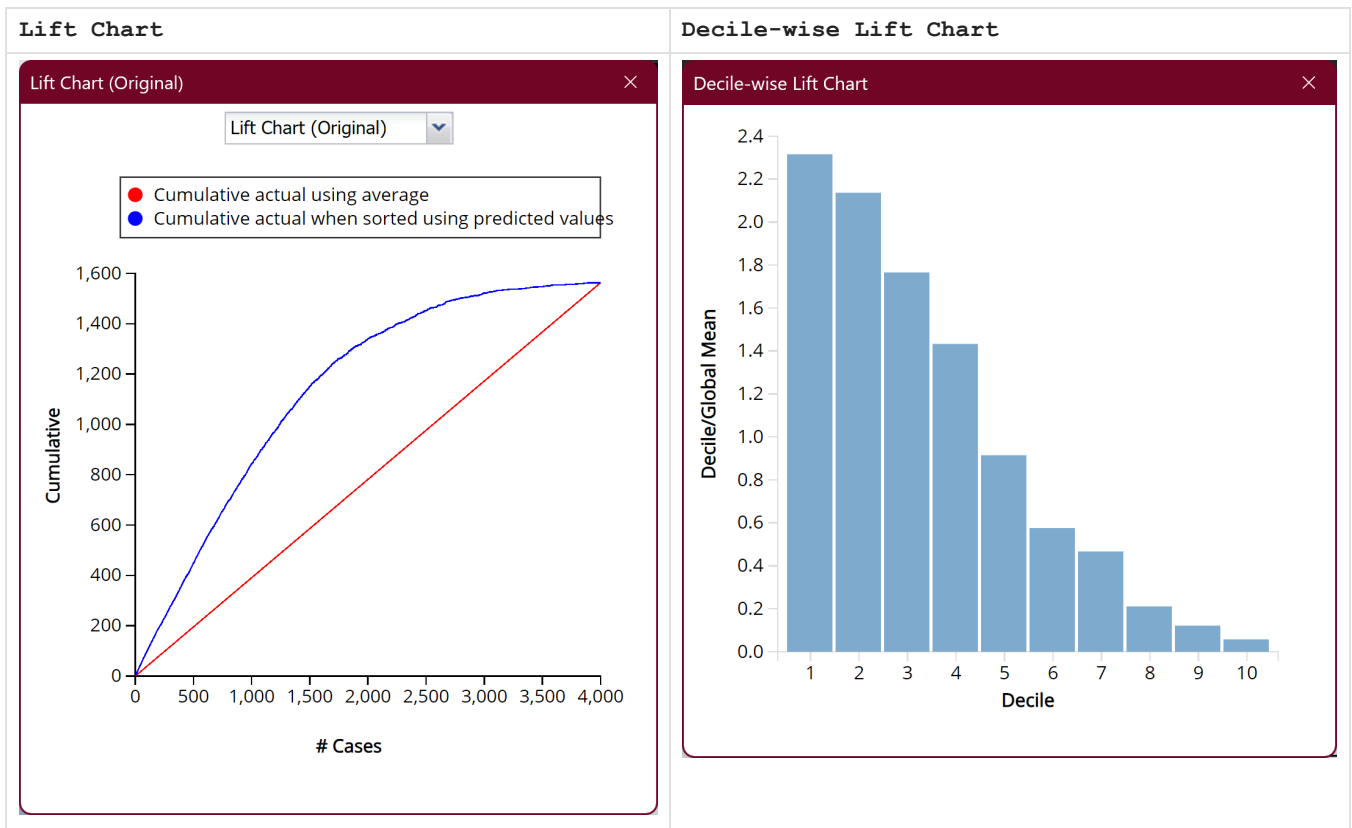 Lift Chart
Decile-wise Lift Chart
Lift Chart (Original)
Lift Chart (Original)
Cumulative actual using average
Cumulative actual when sorted using predicted values
1,600
1,400
1,200
1,000
800
600
400
200
0
Cumulative
0 500 1,000 1,500 2,000 2,500 3,000 3,500 4,000
# Cases
Decile-wise Lift Chart
2.4
2.2
2.0
1.8
1.6
1.4
1.2
1.0
0.8
0.6
0.4
0.2
0.0
Decile/Global Mean
1 2 3 4 5 6 7 8 9 10
Decile